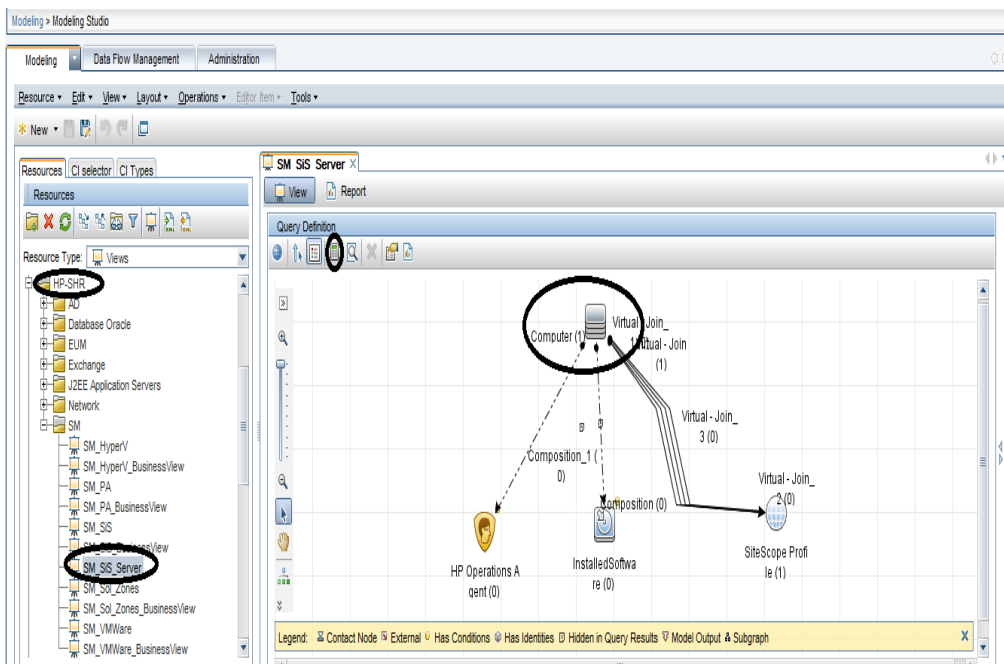 Modeling > Modeling Studio
Modeling Data Flow Management Administration
Resource Edit View Layout Operations Editor Item Tools
New
Resources CI selector CI Types
SM SiS Server
Resources
View Report
Query Definition
Resource Type: Views
HP-SHR
AD
Database Oracle
EUM
Exchange
J2EE Application Servers
Network
SM
SM_HyperV
SM_HyperV_BusinessView
SM_PA
SM_PA_BusinessView
SM_SiS
SM_SiS_BusinessView
SM_SiS_Server
SM_Sol_Zones
SM_Sol_Zones_BusinessView
SM_VMWare
SM_VMWare_BusinessView
Computer (1)
Virtual - Join_
Virtual - Join
(1)
Virtual - Join_
3 (0)
Composition_1 (
0)
Composition (0)
Virtual - Join_
2 (0)
HP Operations A
gent (0)
InstalledSoftwa
re (0)
SiteScope Profi
le (1)
Legend: Contact Node External Has Conditions Has Identities Hidden in Query Results Model Output Subgraph